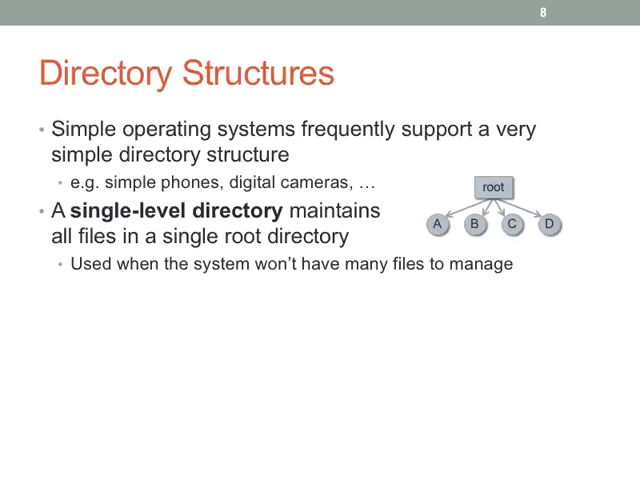 8
Directory Structures
• Simple operating systems frequently support a very
simple directory structure
• e.g. simple phones, digital cameras, …
• A single-level directory maintains
all files in a single root directory
• Used when the system won’t have many files to manage
root
A B C D